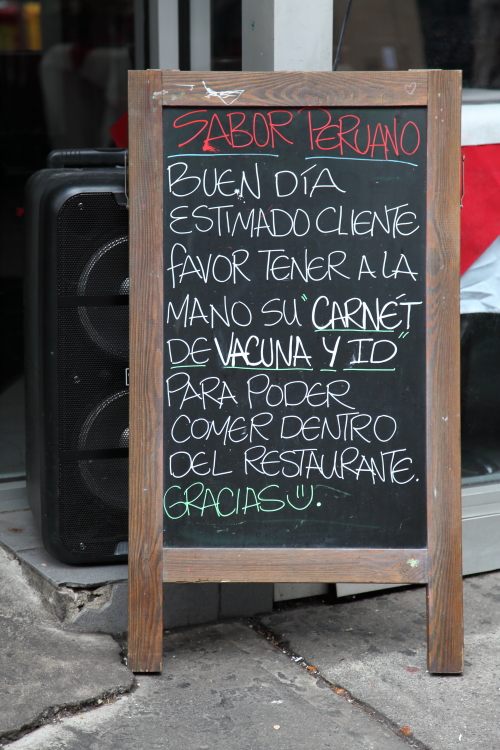 SABOR PERUANO
BUEN DÍA
ESTIMADO CLIENTE
FAVOR TENER A LA
MANO SU "CARNÉT
DE VACUNA Y ID"
PARA PODER
COMER DENTRO
DEL RESTAURANTE.
GRACIAS☺.